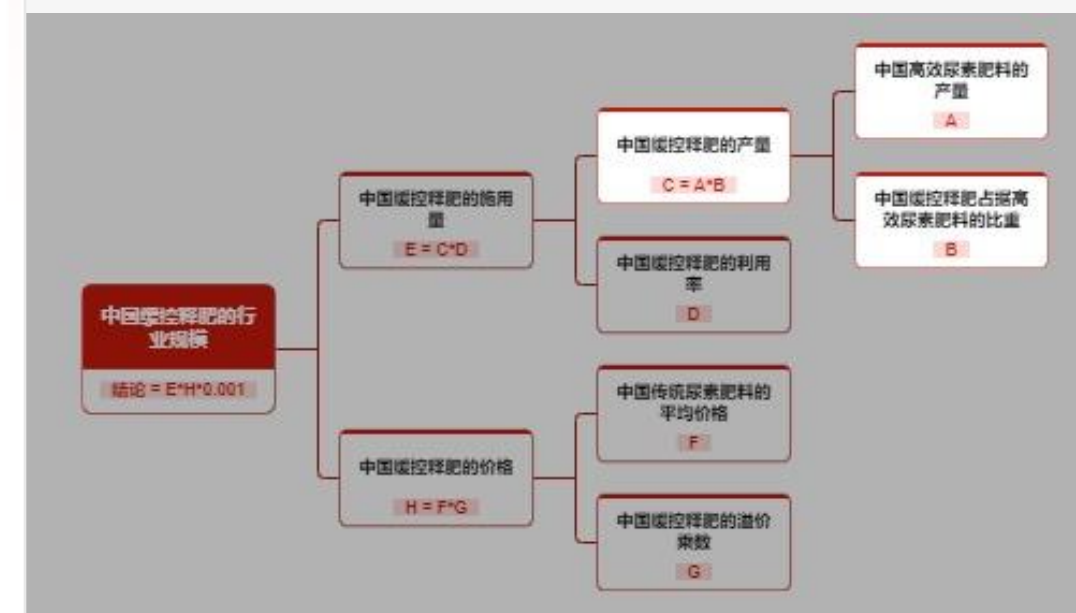 中国高效尿素肥料的
产量
A
中国缓控释肥的产量
C = A*B
中国缓控释肥占据高
效尿素肥料的比重
B
中国缓控释肥的施用
量
E = C*D
中国缓控释肥的利用
率
D
中国缓控释肥的行
业规模
结论 = E*H*0.001
中国传统尿素肥料的
平均价格
F
中国缓控释肥的价格
H = F*G
中国缓控释肥的溢价
乘数
G